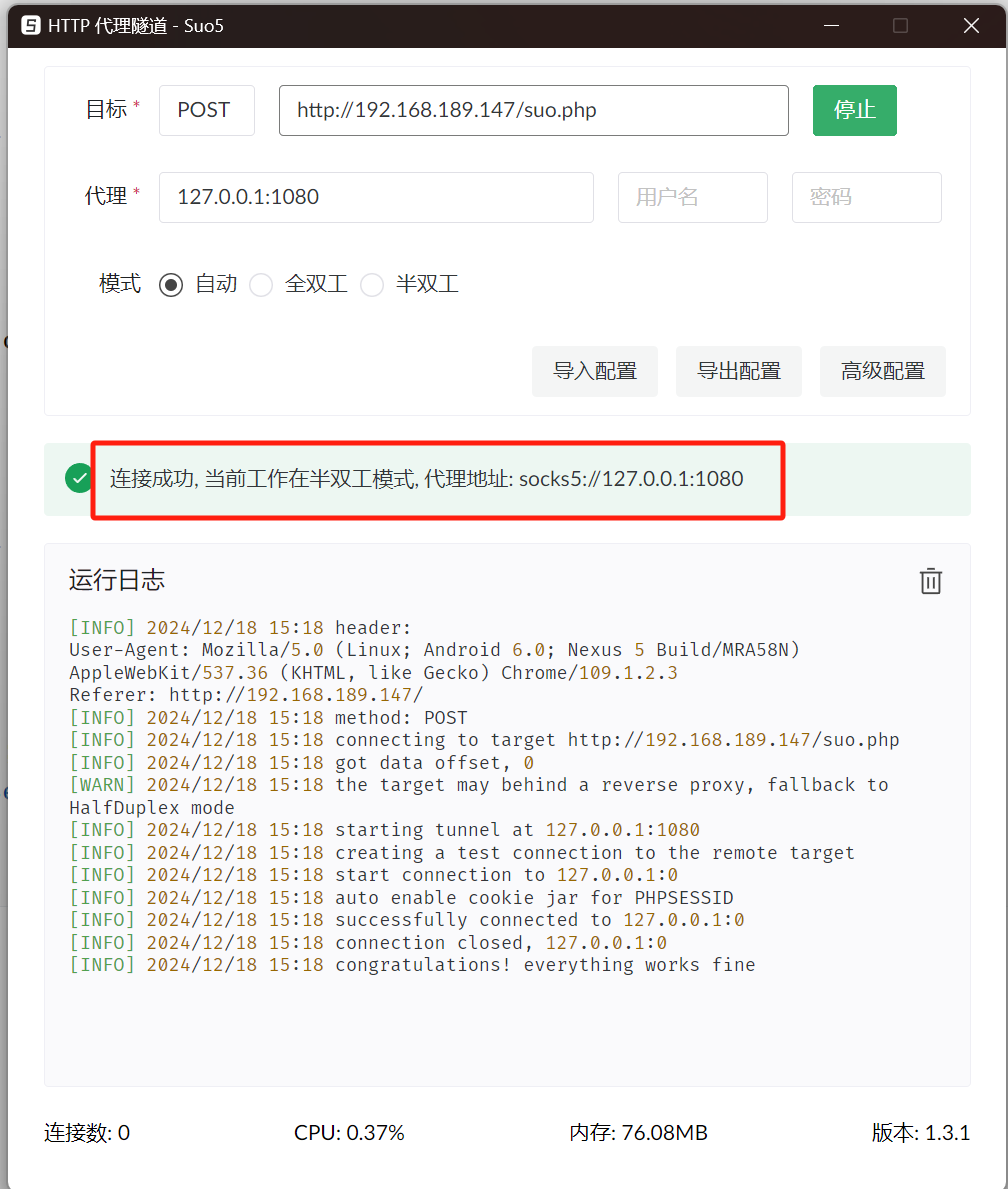 HTTP 代理隧道 - Suo5
目标 * POST http://192.168.189.147/suo.php 停止
代理 * 127.0.0.1:1080 用户名 密码
模式 自动 全双工 半双工
导入配置 导出配置 高级配置
连接成功, 当前工作在半双工模式, 代理地址: socks5://127.0.0.1:1080
运行日志
[INFO] 2024/12/18 15:18 header:
User-Agent: Mozilla/5.0 (Linux; Android 6.0; Nexus 5 Build/MRA58N)
AppleWebKit/537.36 (KHTML, like Gecko) Chrome/109.1.2.3
Referer: http://192.168.189.147/
[INFO] 2024/12/18 15:18 method: POST
[INFO] 2024/12/18 15:18 connecting to target http://192.168.189.147/suo.php
[INFO] 2024/12/18 15:18 got data offset, 0
[WARN] 2024/12/18 15:18 the target may behind a reverse proxy, fallback to
HalfDuplex mode
[INFO] 2024/12/18 15:18 starting tunnel at 127.0.0.1:1080
[INFO] 2024/12/18 15:18 creating a test connection to the remote target
[INFO] 2024/12/18 15:18 start connection to 127.0.0.1:0
[INFO] 2024/12/18 15:18 auto enable cookie jar for PHPSESSID
[INFO] 2024/12/18 15:18 successfully connected to 127.0.0.1:0
[INFO] 2024/12/18 15:18 connection closed, 127.0.0.1:0
[INFO] 2024/12/18 15:18 congratulations! everything works fine
连接数: 0 CPU: 0.37% 内存: 76.08MB 版本: 1.3.1